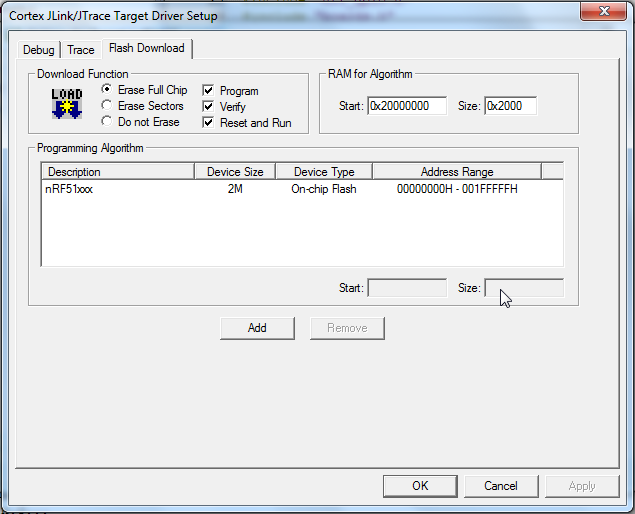 Cortex JLink/JTrace Target Driver Setup
Debug Trace Flash Download
Download Function
LOAD
Erase Full Chip
Erase Sectors
Do not Erase
Program
Verify
Reset and Run
RAM for Algorithm
Start: 0x20000000 Size: 0x2000
Programming Algorithm
Description Device Size Device Type Address Range
nRF51xxx 2M On-chip Flash 00000000H - 001FFFFFH
Start: Size:
Add Remove
OK Cancel Apply